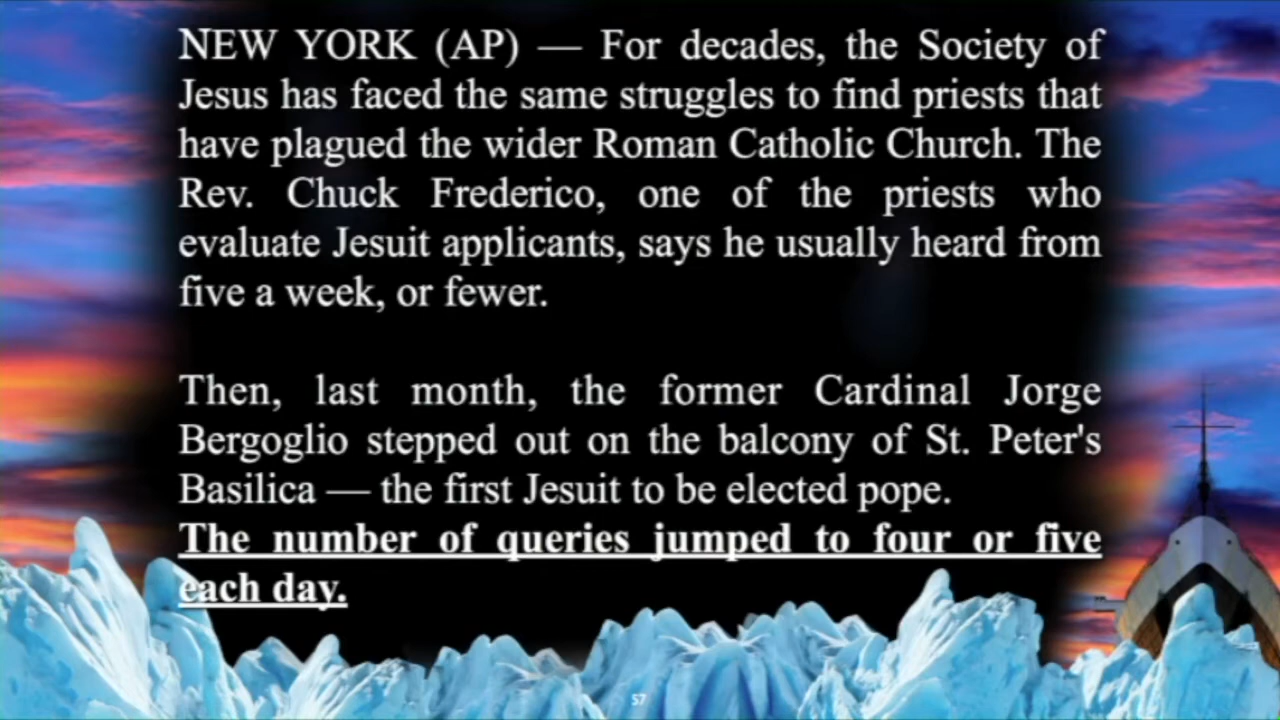 NEW YORK (AP) — For decades, the Society of
Jesus has faced the same struggles to find priests that
have plagued the wider Roman Catholic Church. The
Rev. Chuck Frederico, one of the priests who
evaluate Jesuit applicants, says he usually heard from
five a week, or fewer.
Then, last month, the former Cardinal Jorge
Bergoglio stepped out on the balcony of St. Peter's
Basilica — the first Jesuit to be elected pope.
The number of queries jumped to four or five
each day.
57